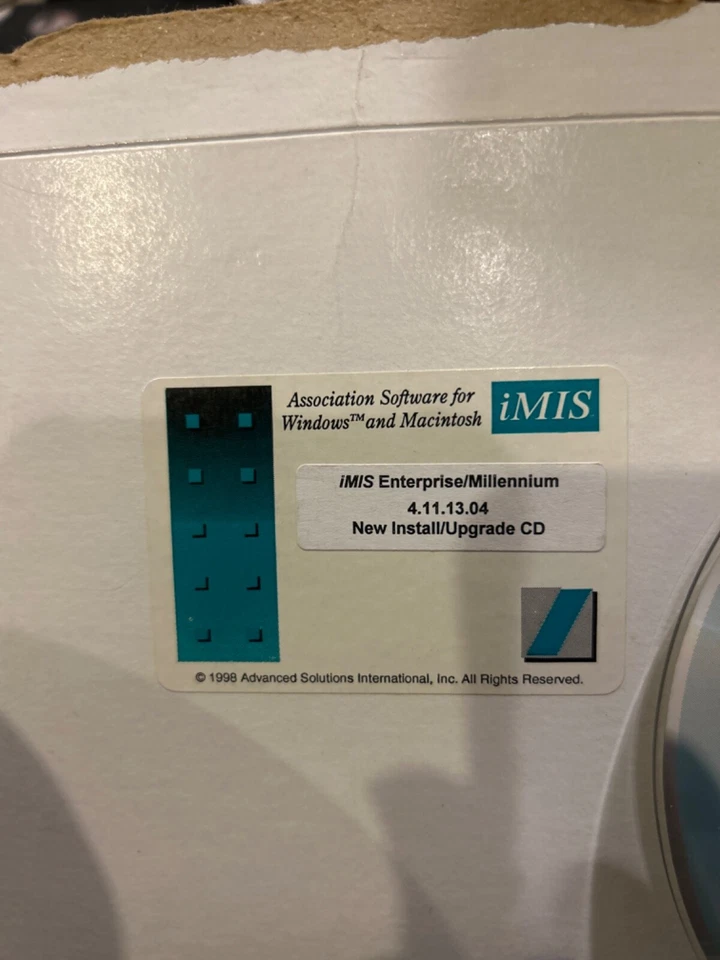 Association Software for
Windows™ and Macintosh
iMIS
iMIS Enterprise/Millennium
4.11.13.04
New Install/Upgrade CD
© 1998 Advanced Solutions International, Inc. All Rights Reserved.